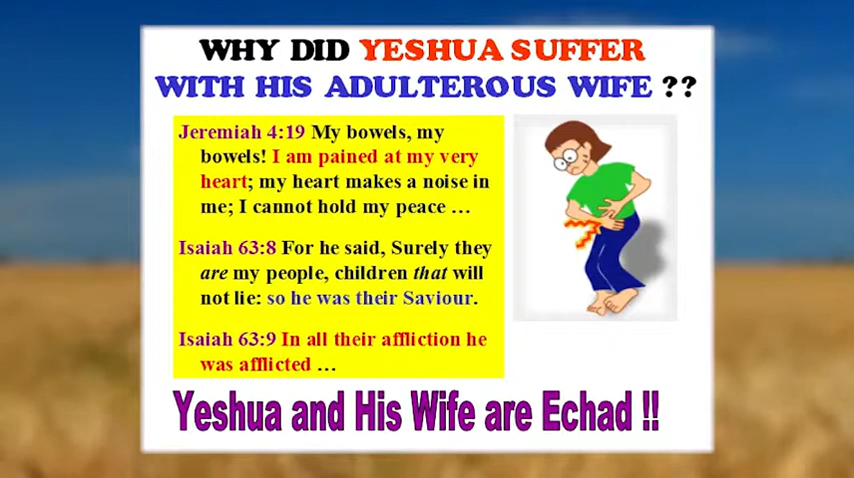 WHY DID YESHUA SUFFER
WITH HIS ADULTEROUS WIFE ??
Jeremiah 4:19 My bowels, my
bowels! I am pained at my very
heart; my heart makes a noise in
me; I cannot hold my peace …
Isaiah 63:8 For he said, Surely they
are my people, children that will
not lie: so he was their Saviour.
Isaiah 63:9 In all their affliction he
was afflicted …
Yeshua and His Wife are Echad !!